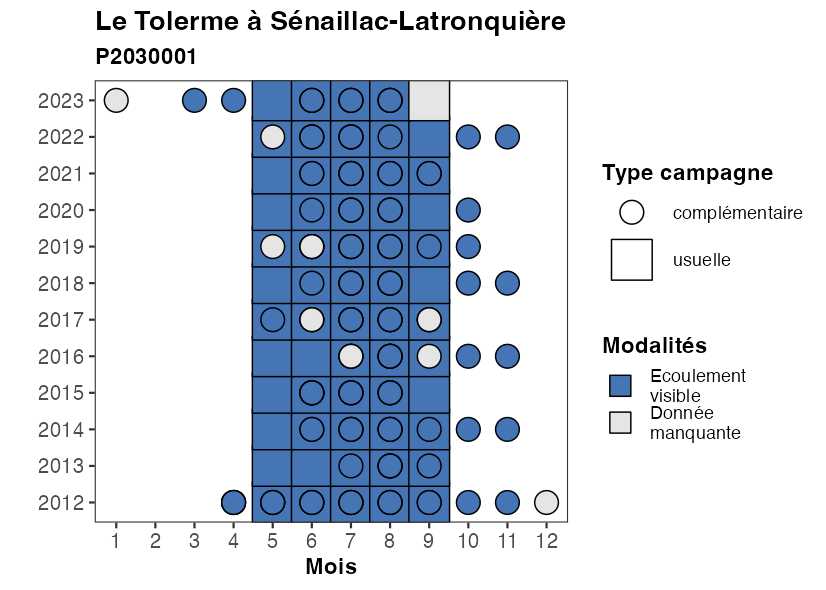 Le Tolerme à Sénaillac-Latronquière
P2030001
2023
2022
2021
2020
2019
2018
2017
2016
2015
2014
2013
2012
1 2 3 4 5 6 7 8 9 10 11 12
Mois
Type campagne
complémentaire
usuelle
Modalités
Ecoulement
visible
Donnée
manquante